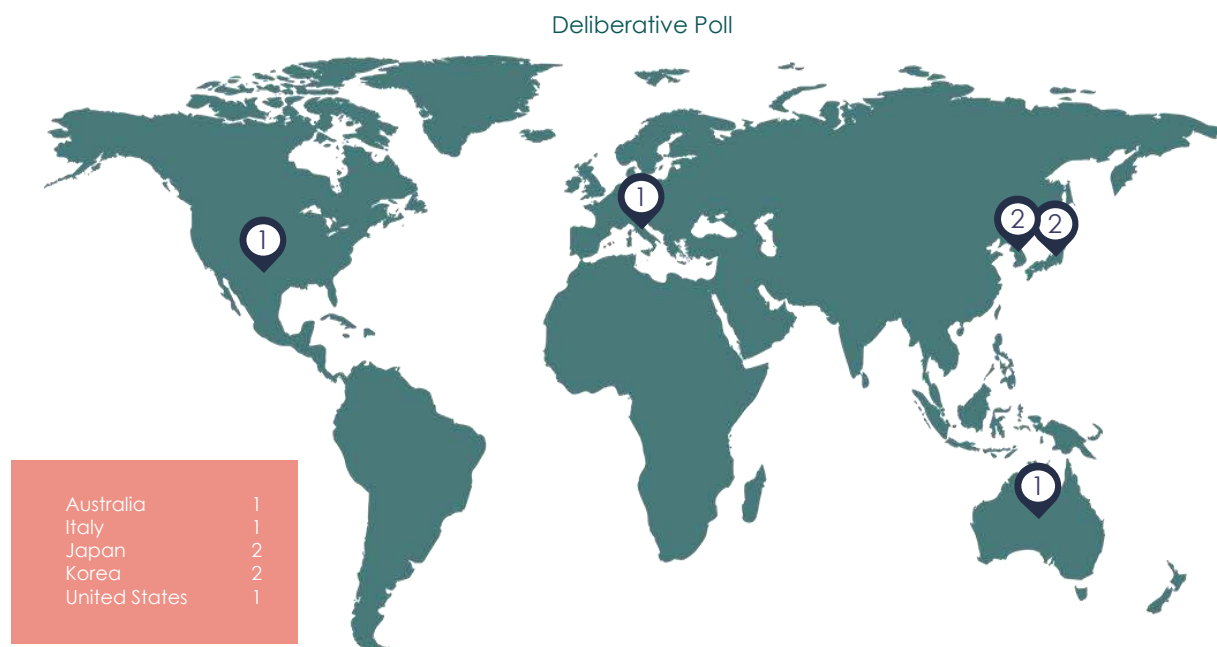 Deliberative Poll
1
1
2 2
1
Australia 1
Italy 1
Japan 2
Korea 2
United States 1